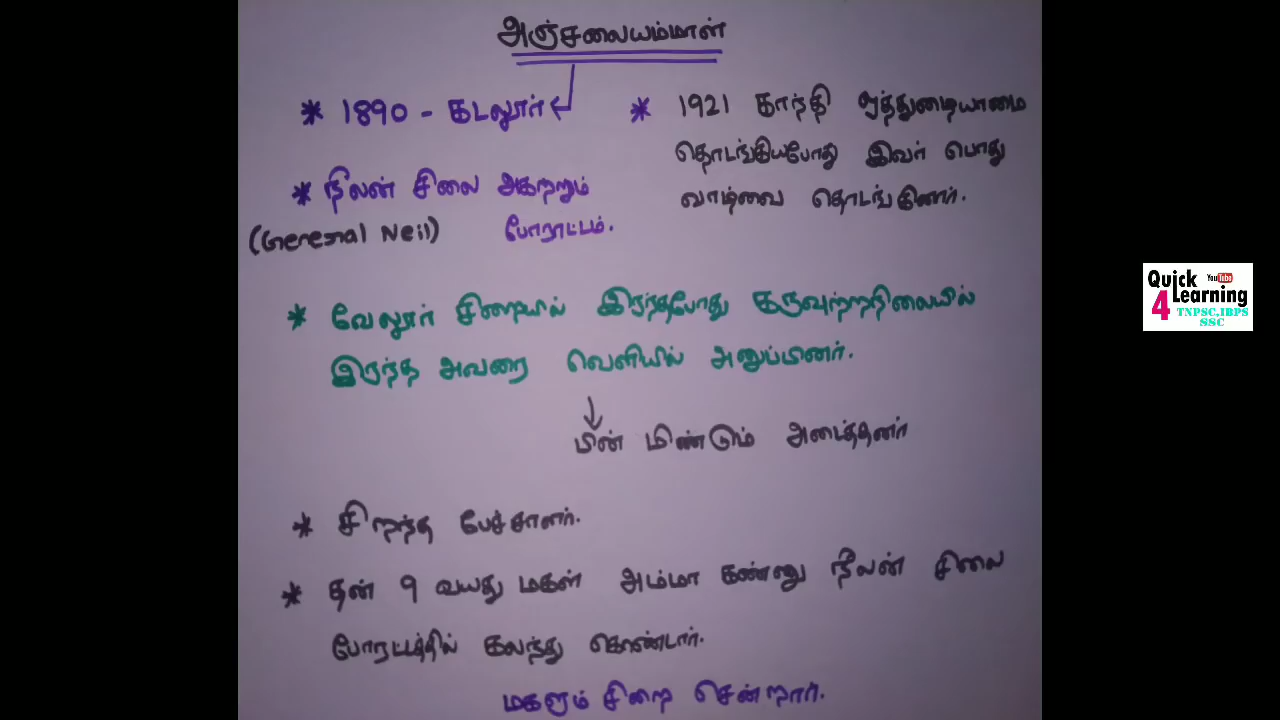 அஞ்சலையம்மாள்
* 1890 - கடலூர்
* நீலன் சிலை அகற்றும்
(General Neil) போராட்டம்.
* 1921 காந்தி ஒத்துழையாமை
தொடங்கியபோது இவர் பொது
வாழ்வை தொடங்கினார்.
* வேலூர் சிறையில் இருந்தபோது கருவுற்றநிலையில்
இருந்த அவரை வெளியில் அனுப்பினர்.
பின் மீண்டும் அடைத்தனர்
* சிறந்த பேச்சாளர்.
* தன் 9 வயது மகள் அம்மா கண்ணு நீலன் சிலை
போரட்டத்தில் கலந்து கொண்டார்.
மகளும் சிறை சென்றார்.
Quick YouTube
4 Learning
TNPSC,IBPS
SSC